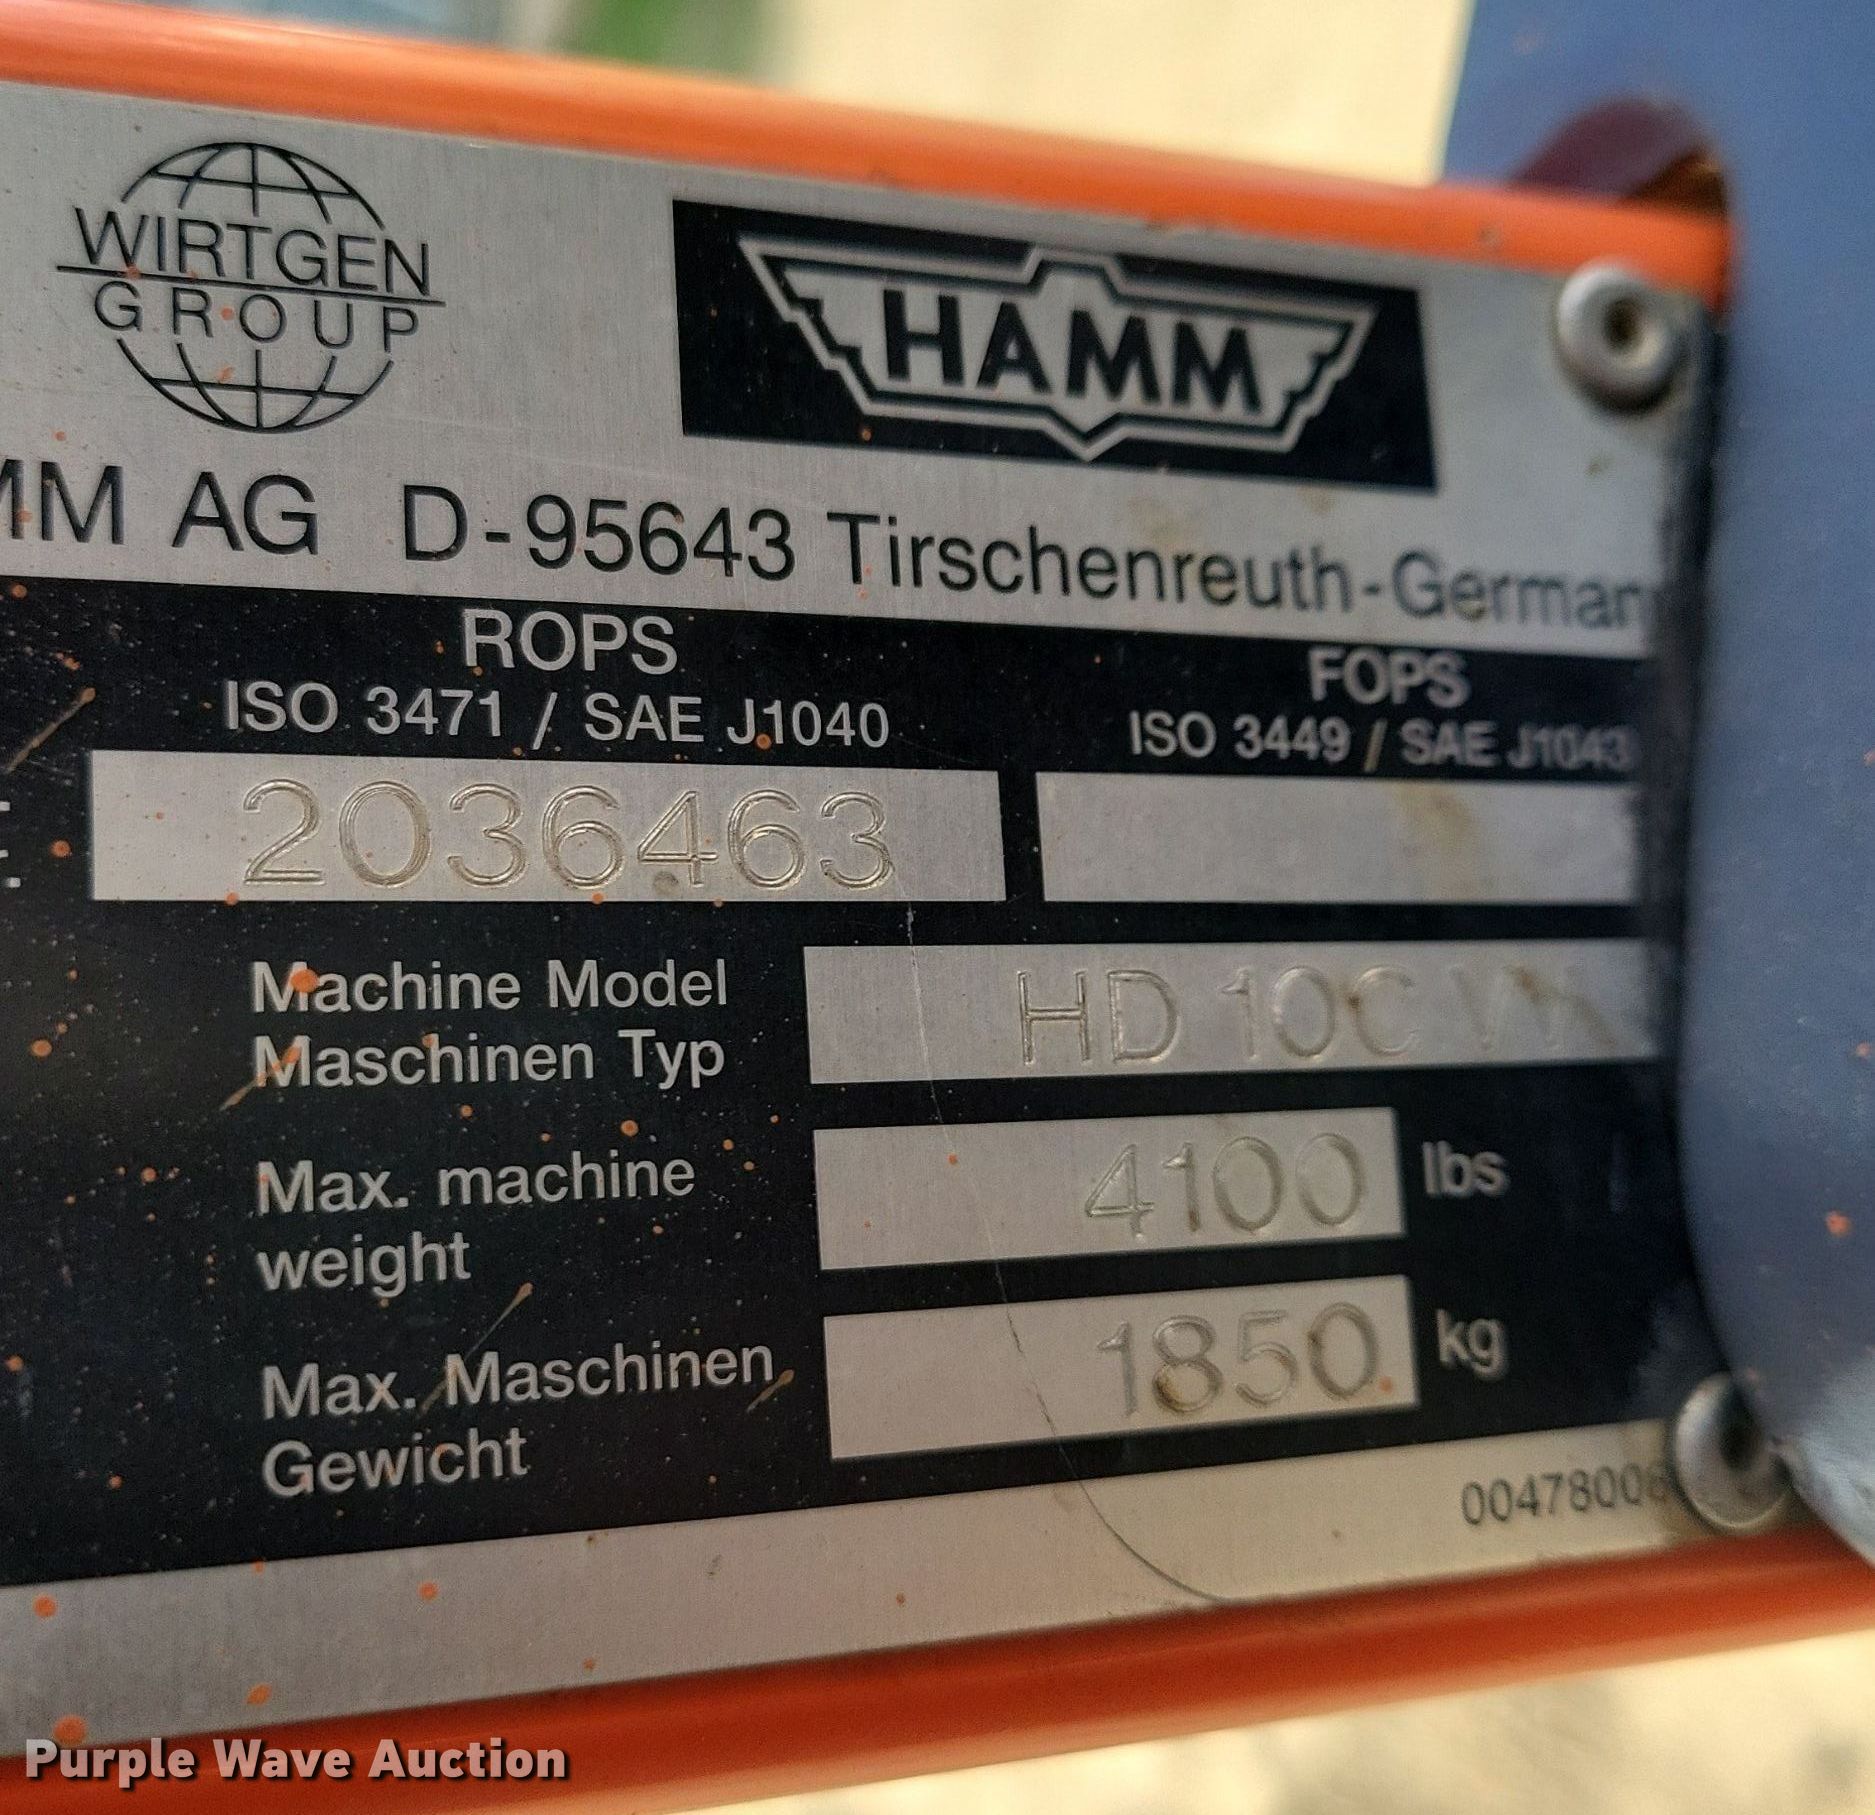 WIRTGEN
GROUP
HAMM
MM AG D-95643 Tirschenreuth-German
ROPS
ISO 3471 / SAE J1040
FOPS
ISO 3449 / SAE J1043
2036463
Machine Model
Maschinen Typ
HD 10C
Max. machine
weight
4100 lbs
Max. Maschinen
Gewicht
1850 kg
00478006
Purple Wave Auction